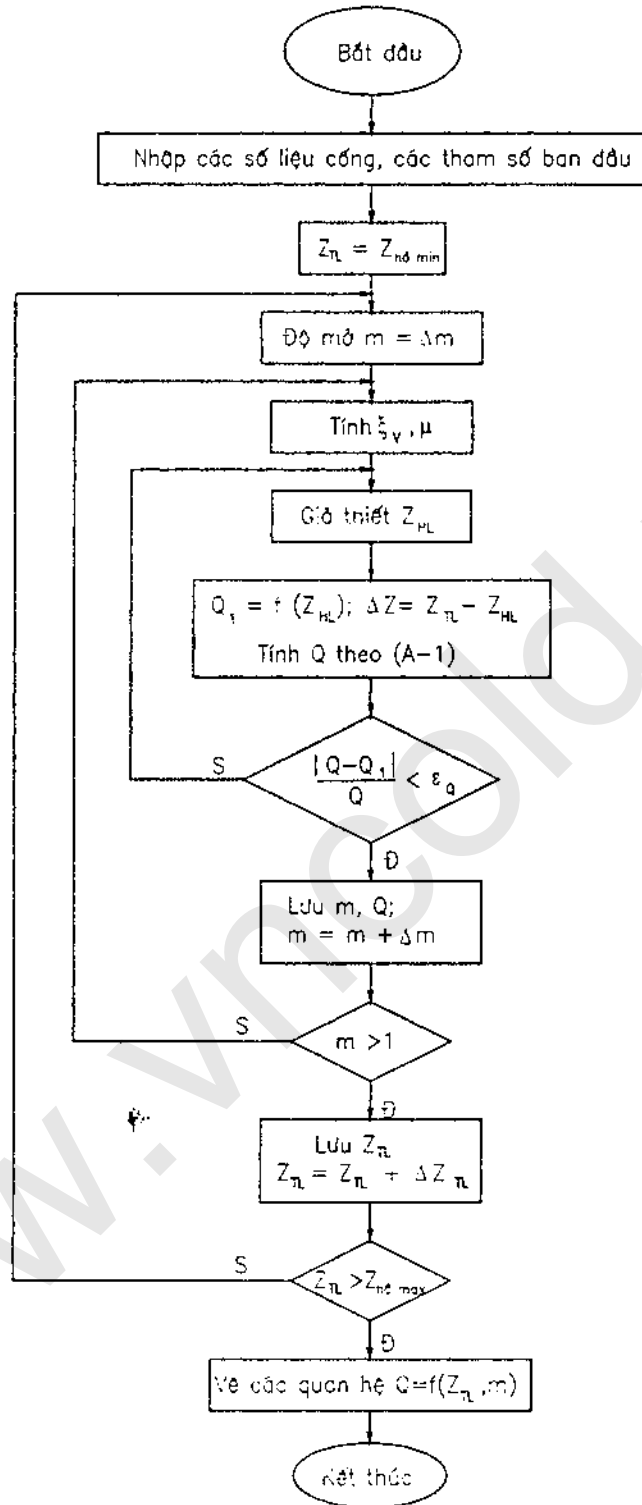 Bắt đầu
Nhập các số liệu cống, các tham số ban đầu
Z_TL = Z_hồ min
Độ mở m = Δm
Tính ξ_v, μ
Giả thiết Z_HL
Q_1 = f (Z_HL); ΔZ = Z_TL - Z_HL
Tính Q theo (A-1)
S
|Q-Q_1|/Q < ε_Q
Đ
Lưu m, Q;
m = m + Δm
S
m >1
Đ
Lưu Z_TL
Z_TL = Z_TL + ΔZ_TL
S
Z_TL >Z_hồ max
Đ
Vẽ các quan hệ Q=f(Z_TL,m)
Kết thúc
w.vncold